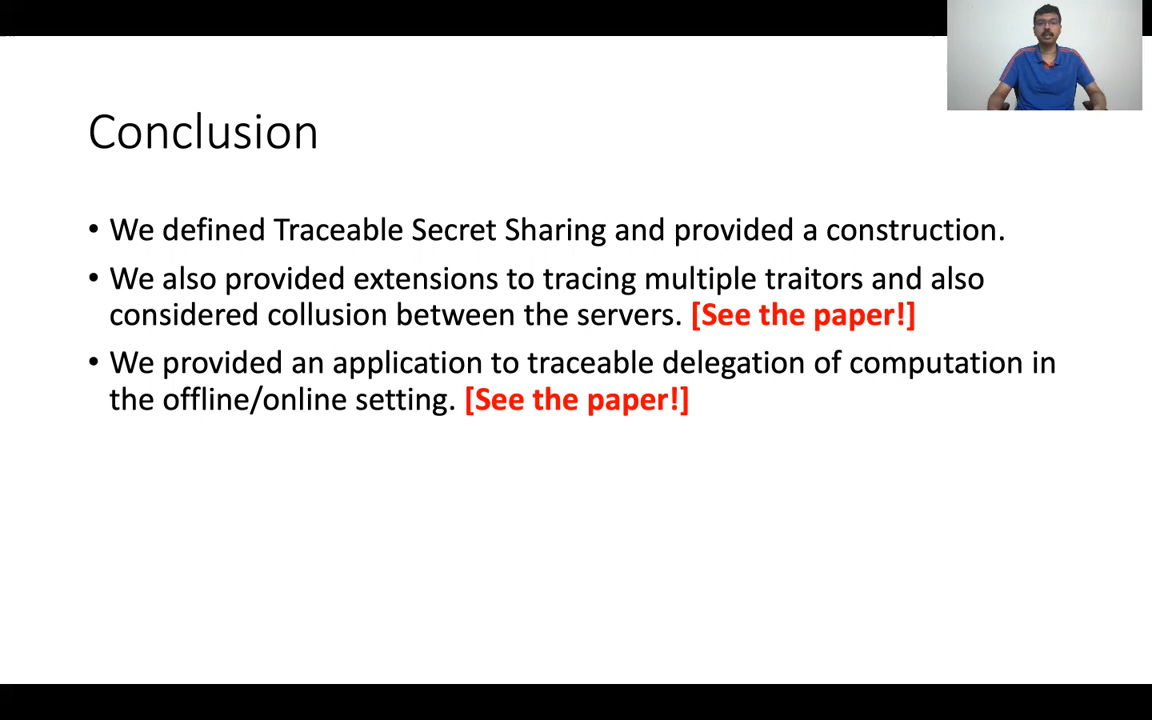 Conclusion
• We defined Traceable Secret Sharing and provided a construction.
• We also provided extensions to tracing multiple traitors and also
considered collusion between the servers. [See the paper!]
• We provided an application to traceable delegation of computation in
the offline/online setting. [See the paper!]